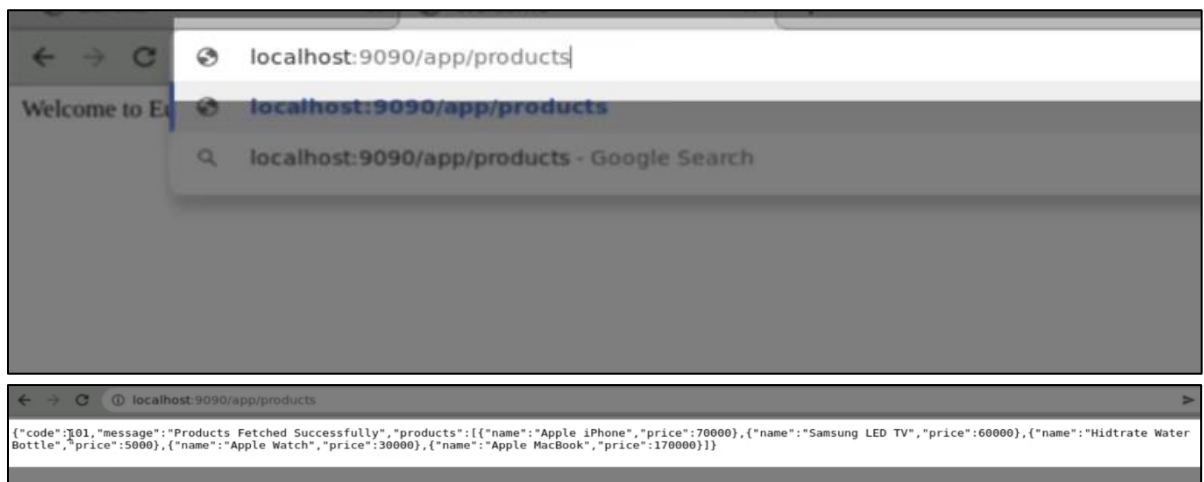 localhost:9090/app/products
Welcome to
localhost:9090/app/products
localhost:9090/app/products - Google Search
localhost:9090/app/products
{"code":101,"message":"Products Fetched Successfully","products":[{"name":"Apple iPhone","price":70000},{"name":"Samsung LED TV","price":60000},{"name":"Hidtrate Water
Bottle","price":5000},{"name":"Apple Watch","price":30000},{"name":"Apple MacBook","price":170000}]}